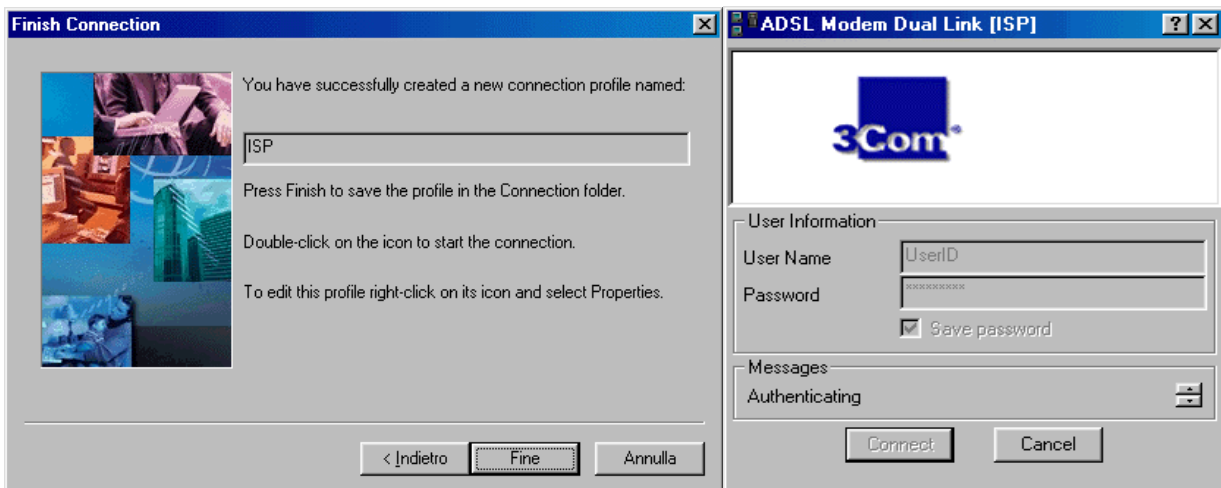 Finish Connection
You have successfully created a new connection profile named:
ISP
Press Finish to save the profile in the Connection folder.
Double-click on the icon to start the connection.
To edit this profile right-click on its icon and select Properties.
< Indietro
Fine
Annulla
ADSL Modem Dual Link [ISP]
3Com
User Information
User Name
UserID
Password
*********
Save password
Messages
Authenticating
Connect
Cancel